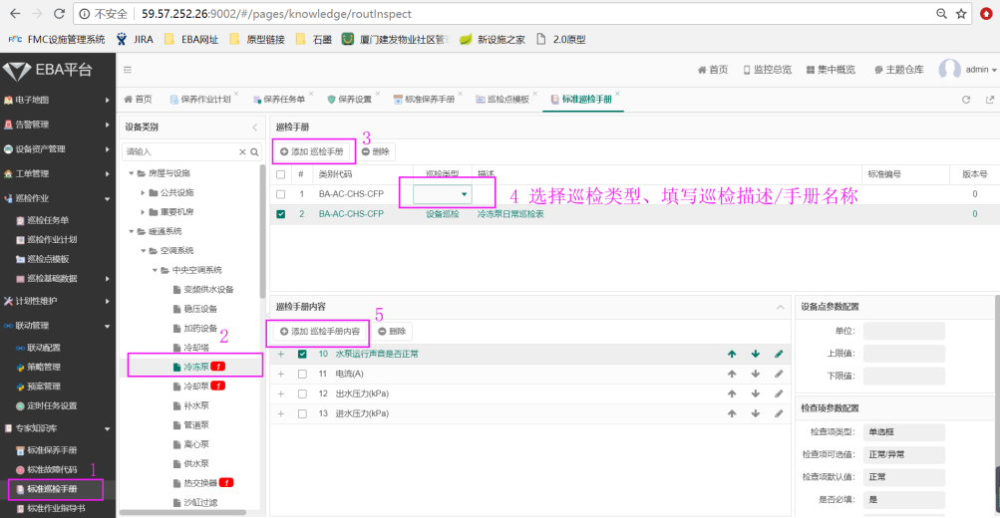 不安全 59.57.252.26:9002/#/pages/knowledge/routInspect
FMC设施管理系统 JIRA EBA网址 原型链接 石墨 厦门建发物业社区管 新设施之家 2.0原型
EBA平台
首页 监控总览 集中概览 主题仓库 admin
首页 保养作业计划 保养任务单 保养设置 标准保养手册 巡检点模板 标准巡检手册
电子地图
告警管理
设备资产管理
工单管理
巡检作业
巡检任务单
巡检作业计划
巡检点模板
巡检基础数据
计划性维护
联动管理
联动配置
策略管理
预案管理
定时任务设置
专家知识库
标准保养手册
标准故障代码
1
标准巡检手册
标准作业指导书
设备类别
请输入
房屋与设施
公共设施
重要机房
暖通系统
空调系统
中央空调系统
变频供水设备
稳压设备
加药设备
2
冷却塔
冷冻泵 1
冷却泵 1
补水泵
管道泵
离心泵
供水泵
热交换器 1
沙缸过滤
巡检手册
3
添加 巡检手册 删除
# 类别代码 巡检类型 描述 标准编号 版本号
1 BA-AC-CHS-CFP 0
4 选择巡检类型、填写巡检描述/手册名称
2 BA-AC-CHS-CFP 设备巡检 冷冻泵日常巡检表 0
巡检手册内容
5
添加 巡检手册内容 删除
10 水泵运行声音是否正常
11 电流(A)
12 出水压力(kPa)
13 进水压力(kPa)
设备点参数配置
单位:
上限值:
下限值:
检查项参数配置
检查项类型: 单选框
检查项可选值: 正常/异常
检查项默认值: 正常
是否必填: 是